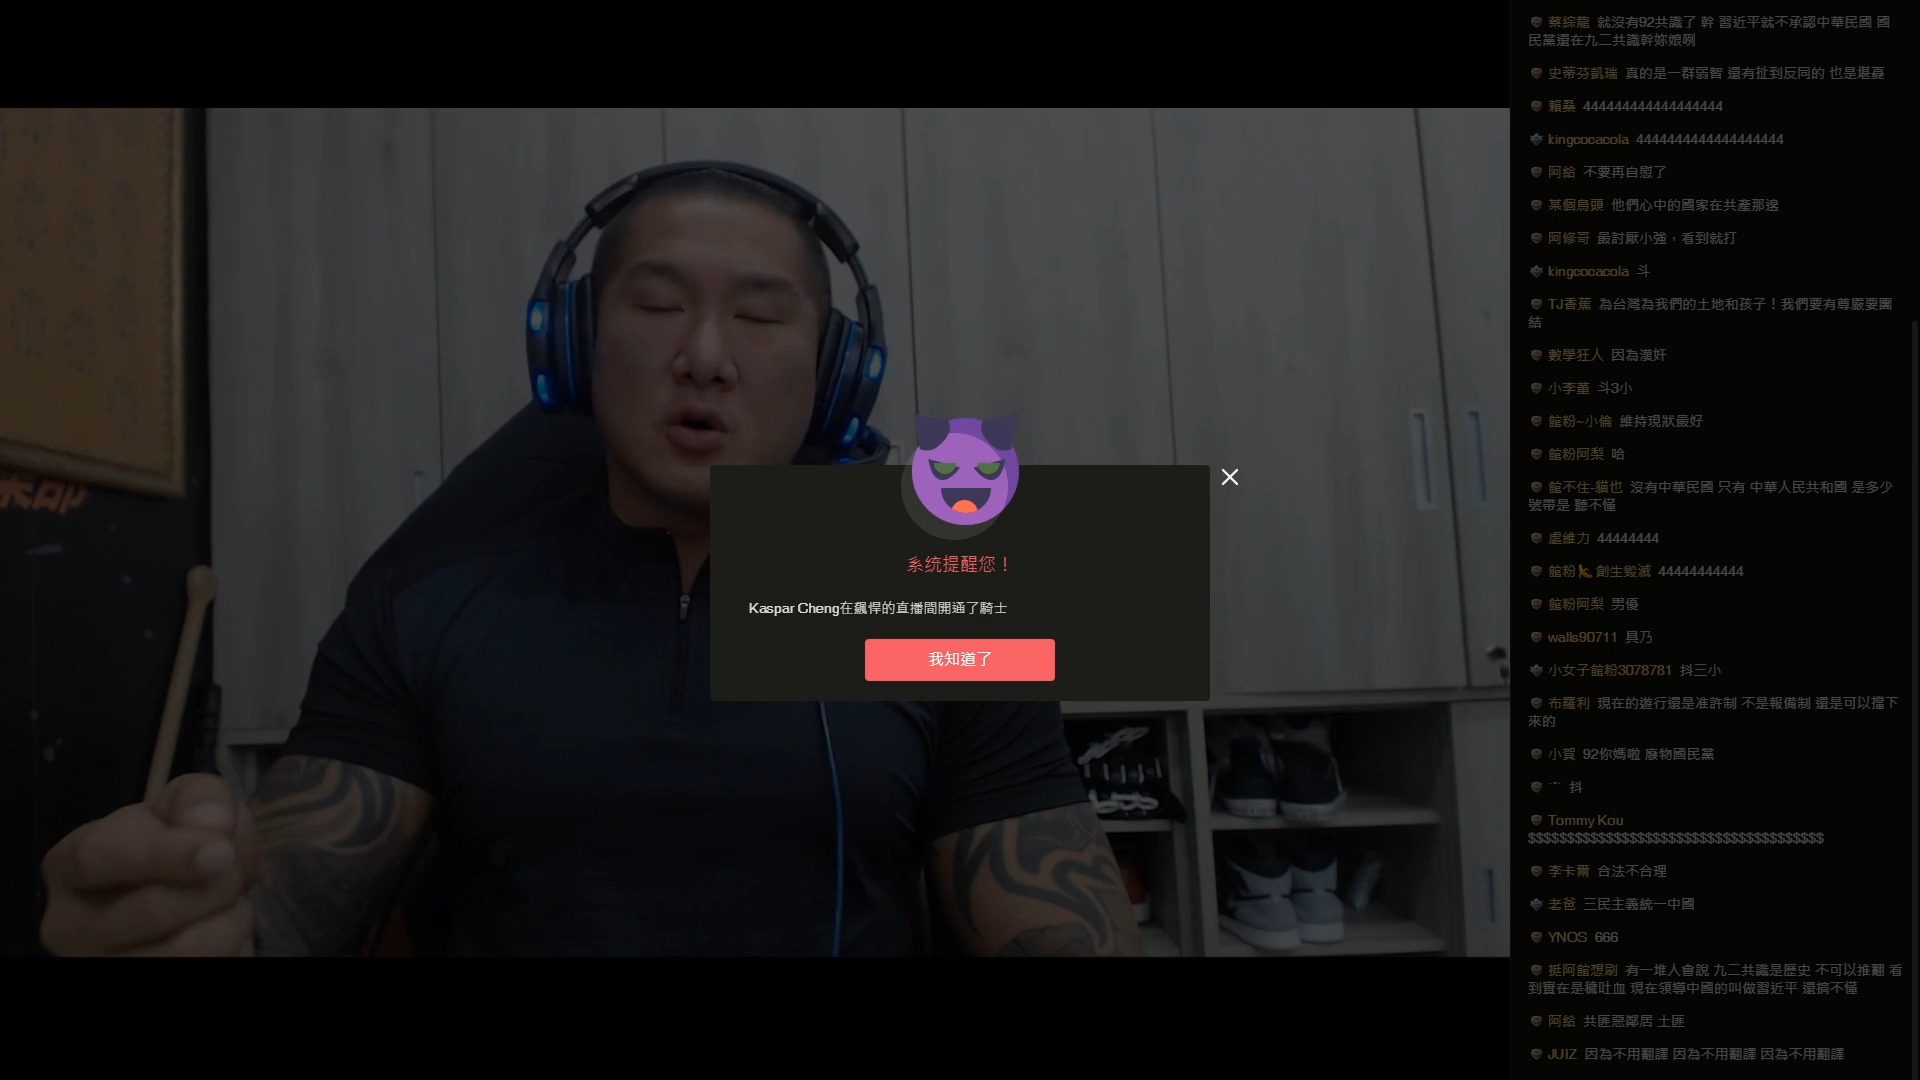 系统提醒您！
Kaspar Cheng在飆悍的直播間開通了騎士
我知道了
蔡綜龍 就沒有92共識了 幹 習近平就不承認中華民國 國
民黨還在九二共識幹妳娘咧
史蒂芬凱瑞 真的是一群弱智 還有扯到反同的 也是堪憂
賴桑 444444444444444444
kingcocacola 4444444444444444444
阿給 不要再自慰了
某個烏頭 他們心中的國家在共產那邊
阿修哥 最討厭小強，看到就打
kingcocacola 斗
TJ香蕉 為台灣為我們的土地和孩子！我們要有尊嚴要團
結
數學狂人 因為漢奸
小李董 斗3小
館粉~小倫 維持現狀最好
館粉阿梨 哈
館不住-貓也 沒有中華民國 只有 中華人民共和國 是多少
號帶是 聽不懂
盧維力 44444444
館粉 創生毀滅 44444444444
館粉阿梨 男優
walls90711 具乃
小女子館粉3078781 抖三小
布羅利 現在的遊行還是准許制 不是報備制 還是可以擋下
來的
小賀 92你媽啦 廢物國民黨
抖
Tommy Kou
$$$$$$$$$$$$$$$$$$$$$$$$$$$$$$$$$$$$$$
李卡爾 合法不合理
老爸 三民主義統一中國
YNOS 666
挺阿館想刷 有一堆人會說 九二共識是歷史 不可以推翻 看
到實在是穢吐血 現在領導中國的叫做習近平 還搞不懂
阿給 共匪惡鄰居 土匪
JUIZ 因為不用翻譯 因為不用翻譯 因為不用翻譯